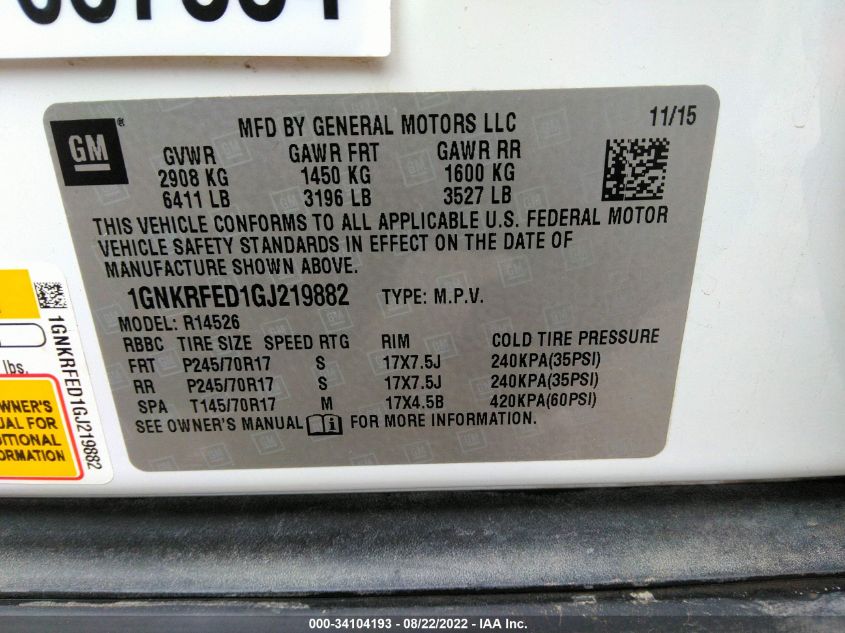 MFD BY GENERAL MOTORS LLC 11/15
GM®
GVWR GAWR FRT GAWR RR
2908 KG 1450 KG 1600 KG
6411 LB 3196 LB 3527 LB
THIS VEHICLE CONFORMS TO ALL APPLICABLE U.S. FEDERAL MOTOR
VEHICLE SAFETY STANDARDS IN EFFECT ON THE DATE OF
MANUFACTURE SHOWN ABOVE.
1GNKRFED1GJ219882 TYPE: M.P.V.
MODEL: R14526
RBBC TIRE SIZE SPEED RTG RIM COLD TIRE PRESSURE
FRT P245/70R17 S 17X7.5J 240KPA(35PSI)
RR P245/70R17 S 17X7.5J 240KPA(35PSI)
SPA T145/70R17 M 17X4.5B 420KPA(60PSI)
SEE OWNER'S MANUAL i FOR MORE INFORMATION.
1GNKRFED1GJ219882
lbs.
OWNER'S
FOR
INFORMATION
000-34104193 - 08/22/2022 - IAA Inc.